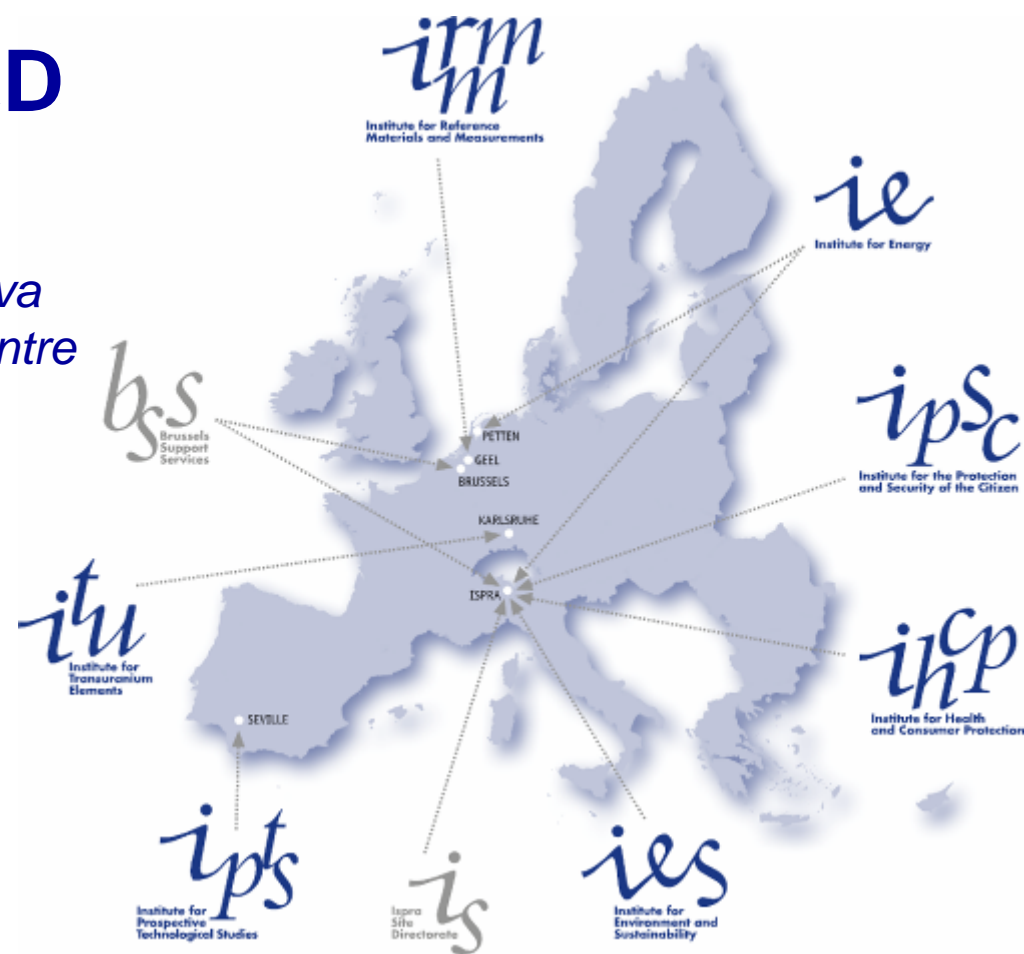 D
va
ntre
irm
m
Institute for Reference
Materials and Measurements
ie
Institute for Energy
bss
Brussels
Support
Services
ipsc
Institute for the Protection
and Security of the Citizen
PETTEN
GEEL
BRUSSELS
KARLSRUHE
ISPRA
itu
Institute for
Transuranium
Elements
ihcp
Institute for Health
and Consumer Protection
SEVILLE
ipts
Institute for
Prospective
Technological Studies
is
Ispra
Site
Directorate
ies
Institute for
Environment and
Sustainability